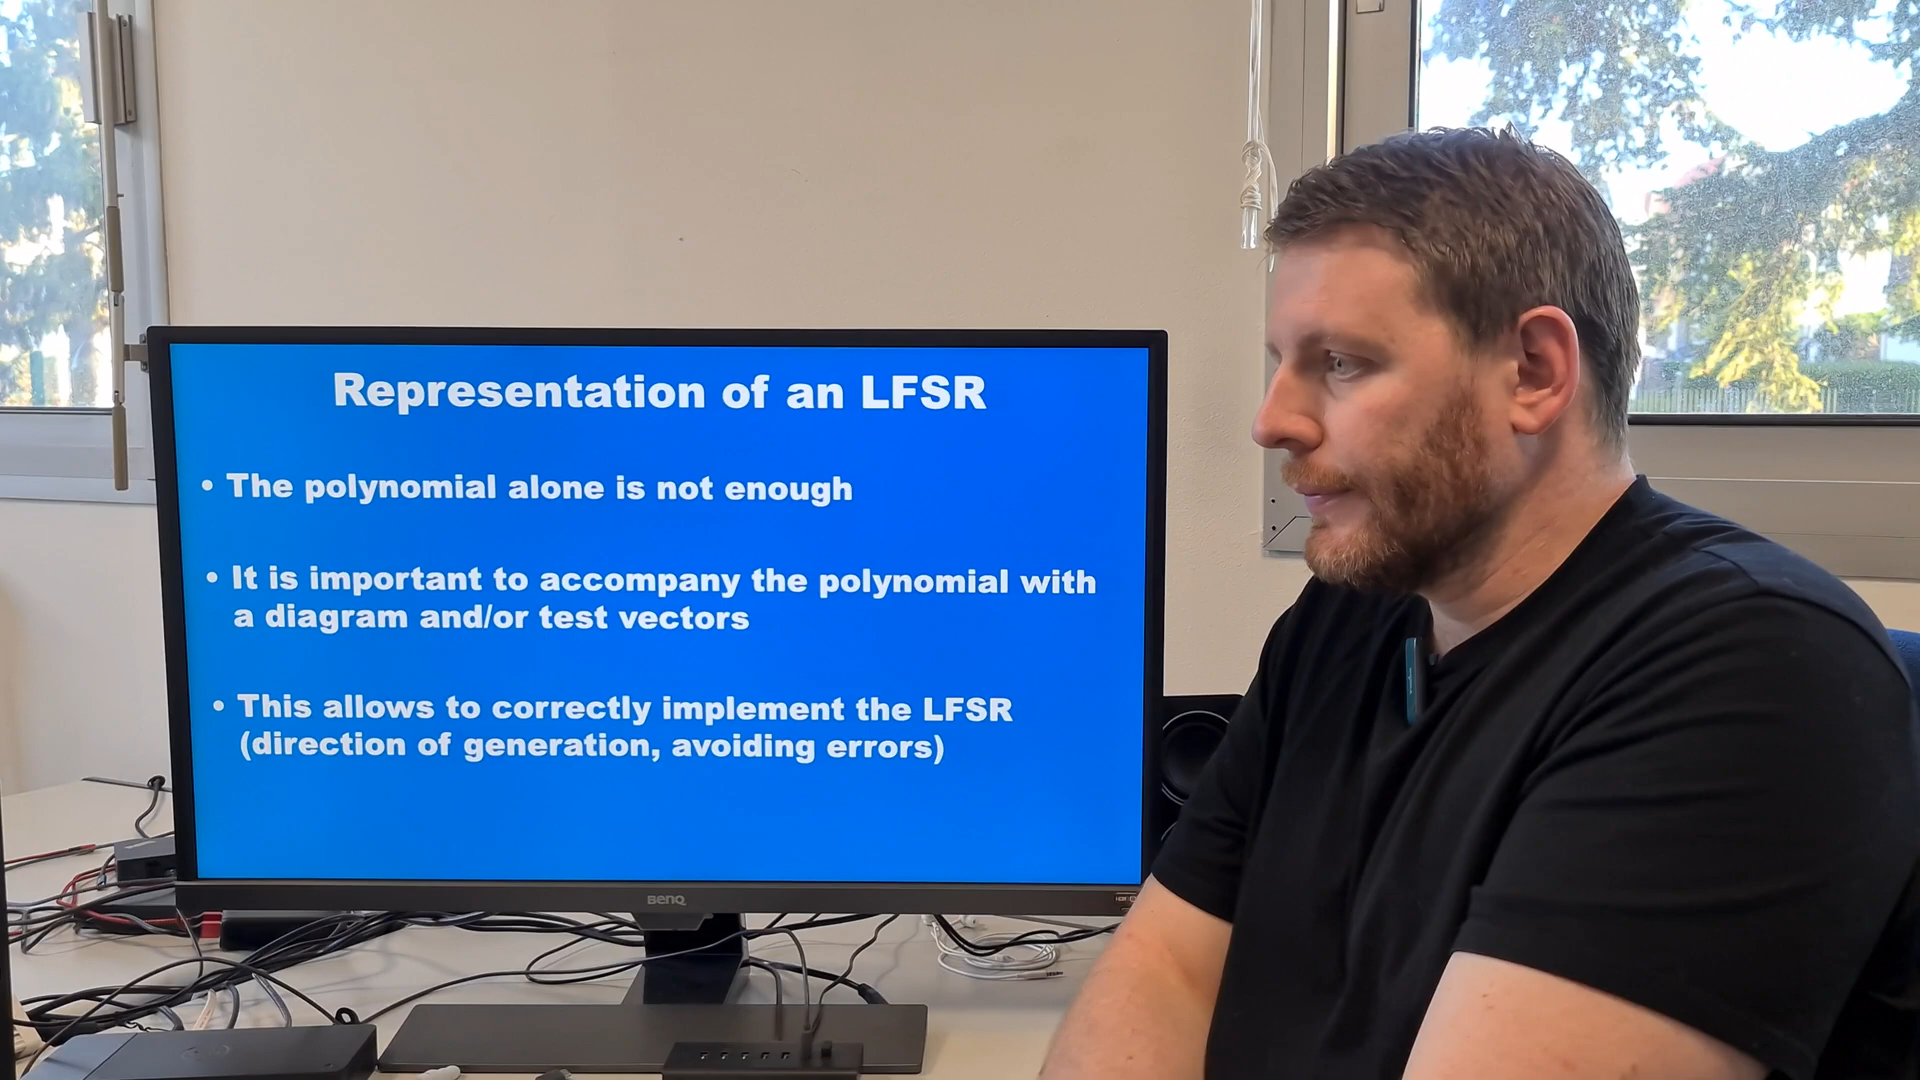 Representation of an LFSR
• The polynomial alone is not enough
• It is important to accompany the polynomial with
a diagram and/or test vectors
• This allows to correctly implement the LFSR
(direction of generation, avoiding errors)
BenQ